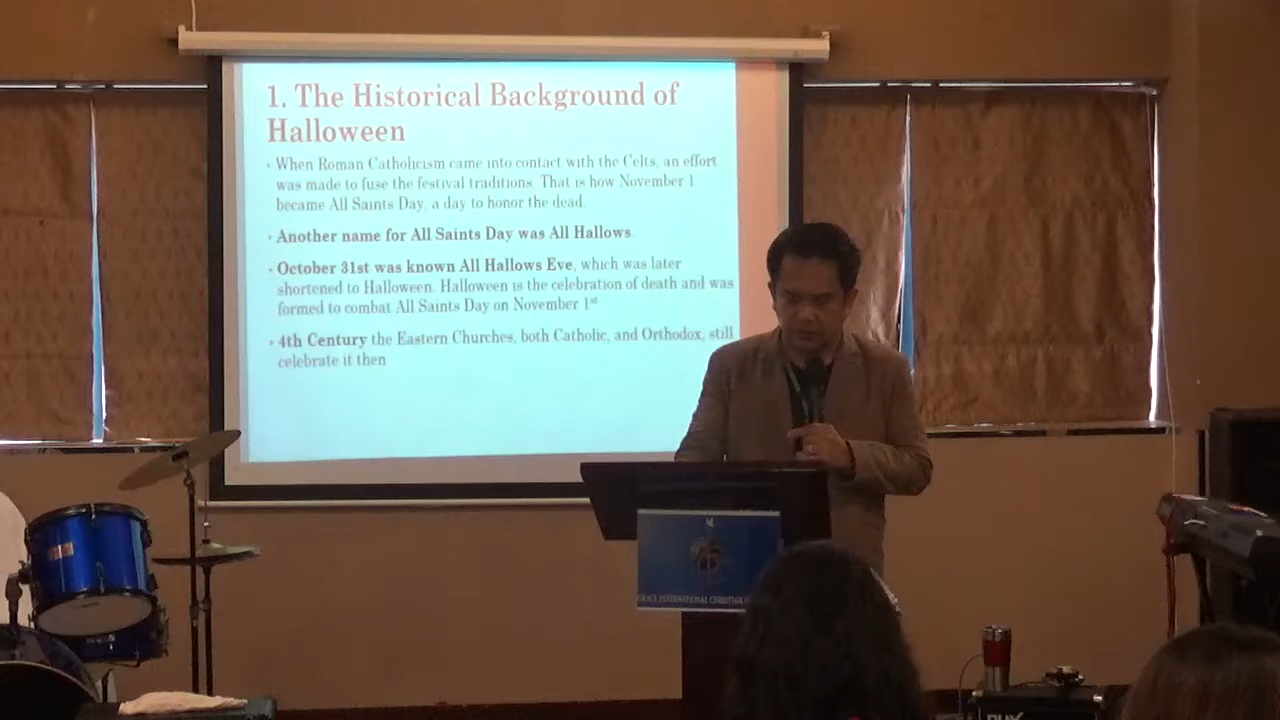 1. The Historical Background of
Halloween
• When Roman Catholicism came into contact with the Celts, an effort
was made to fuse the festival traditions. That is how November 1
became All Saints Day, a day to honor the dead.
• Another name for All Saints Day was All Hallows.
• October 31st was known All Hallows Eve, which was later
shortened to Halloween. Halloween is the celebration of death and was
formed to combat All Saints Day on November 1st
• 4th Century the Eastern Churches, both Catholic, and Orthodox, still
celebrate it then
GRACE INTERNATIONAL CHRISTIAN